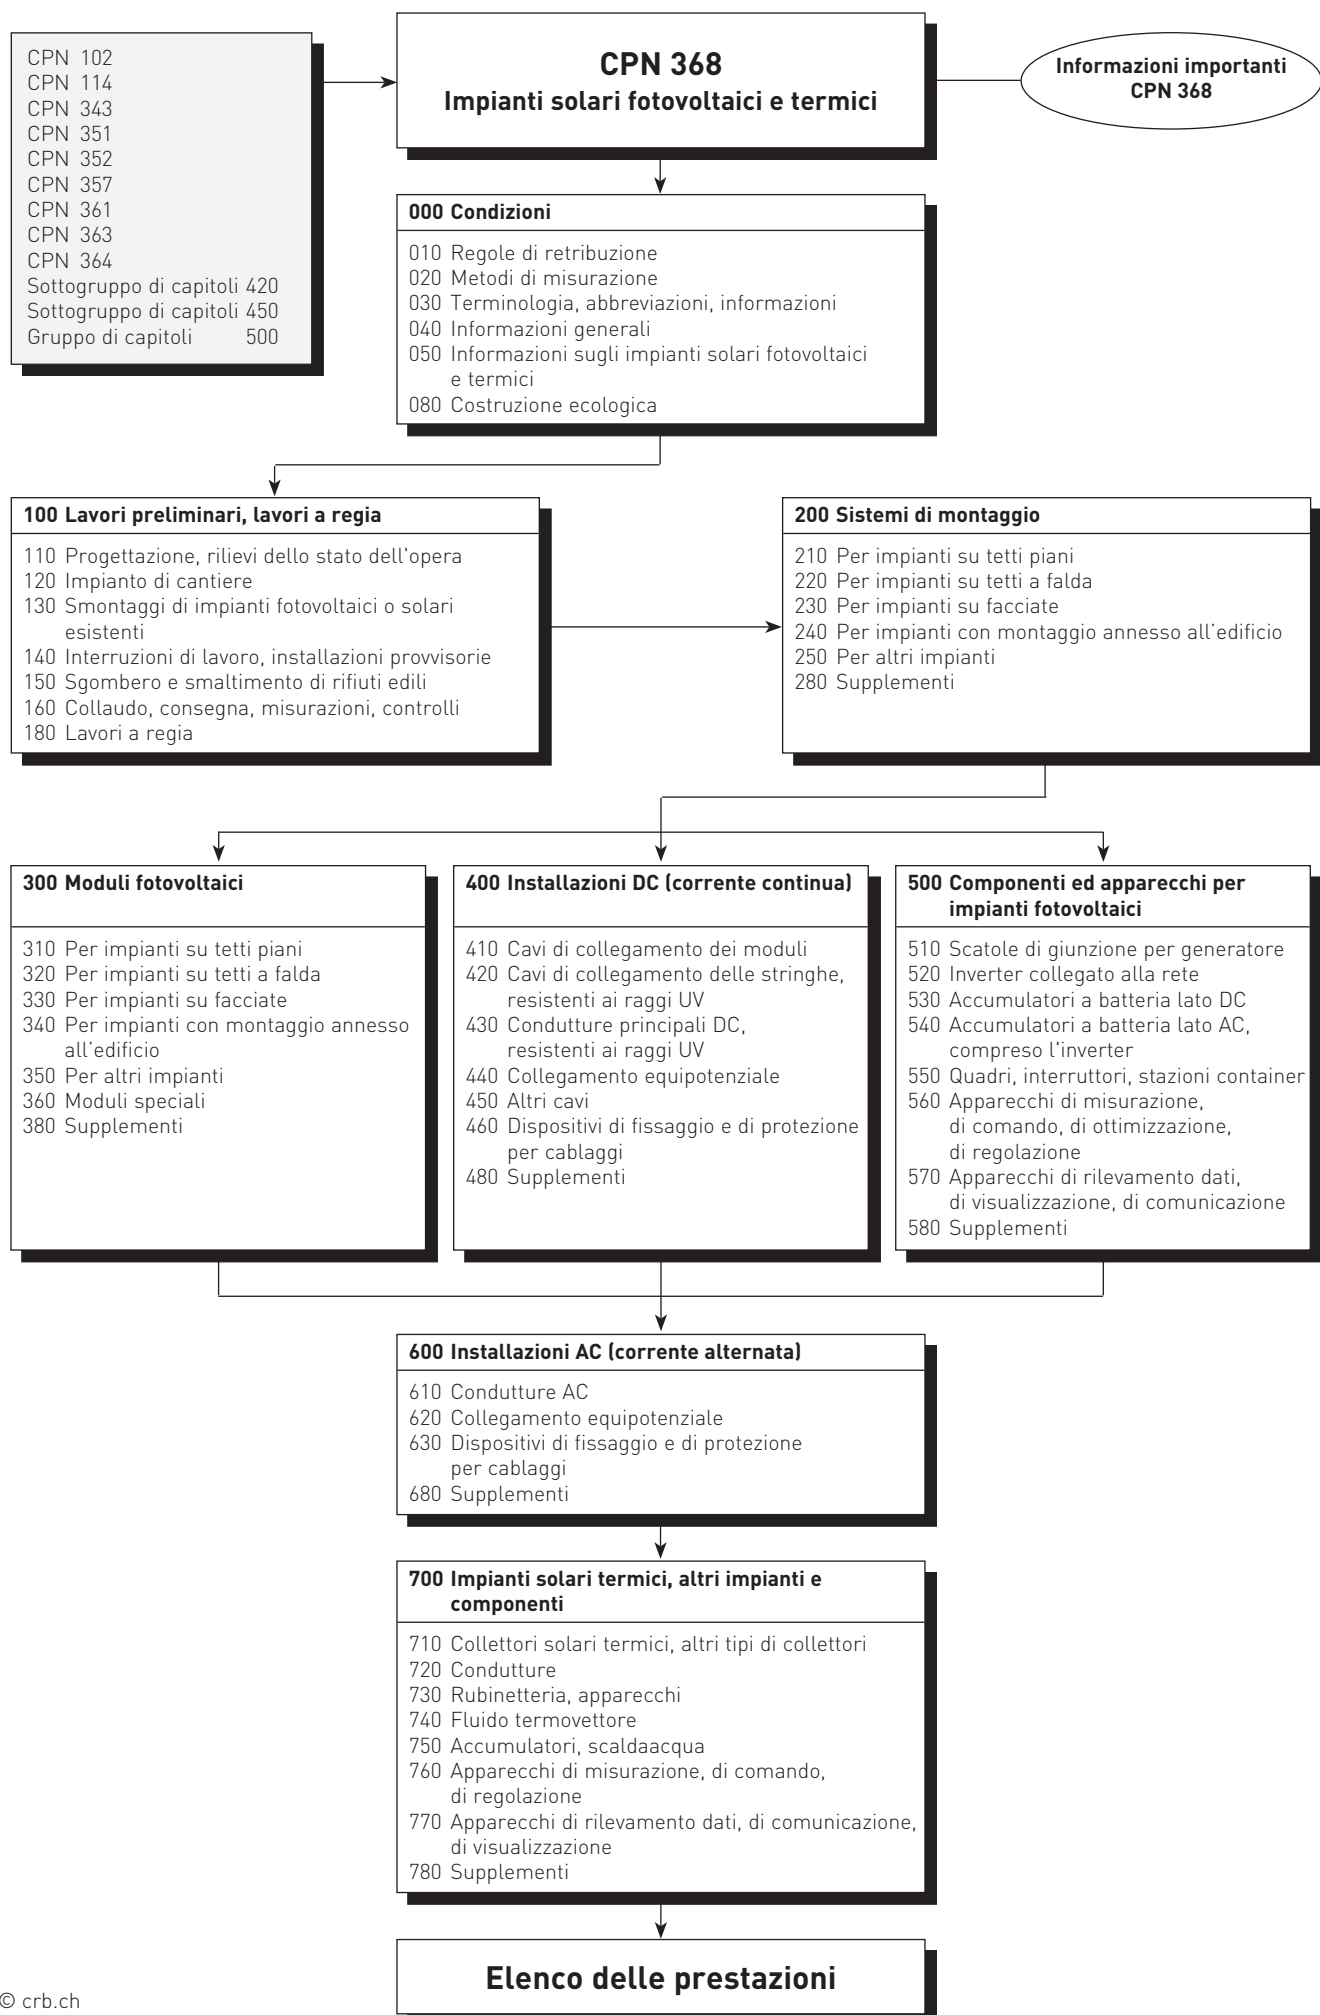 CPN 102
CPN 114
CPN 343
CPN 351
CPN 352
CPN 357
CPN 361
CPN 363
CPN 364
Sottogruppo di capitoli 420
Sottogruppo di capitoli 450
Gruppo di capitoli 500
CPN 368
Impianti solari fotovoltaici e termici
Informazioni importanti
CPN 368
000 Condizioni
010 Regole di retribuzione
020 Metodi di misurazione
030 Terminologia, abbreviazioni, informazioni
040 Informazioni generali
050 Informazioni sugli impianti solari fotovoltaici
e termici
080 Costruzione ecologica
100 Lavori preliminari, lavori a regia
110 Progettazione, rilievi dello stato dell'opera
120 Impianto di cantiere
130 Smontaggi di impianti fotovoltaici o solari
esistenti
140 Interruzioni di lavoro, installazioni provvisorie
150 Sgombero e smaltimento di rifiuti edili
160 Collaudo, consegna, misurazioni, controlli
180 Lavori a regia
200 Sistemi di montaggio
210 Per impianti su tetti piani
220 Per impianti su tetti a falda
230 Per impianti su facciate
240 Per impianti con montaggio annesso all'edificio
250 Per altri impianti
280 Supplementi
300 Moduli fotovoltaici
310 Per impianti su tetti piani
320 Per impianti su tetti a falda
330 Per impianti su facciate
340 Per impianti con montaggio annesso
all'edificio
350 Per altri impianti
360 Moduli speciali
380 Supplementi
400 Installazioni DC (corrente continua)
410 Cavi di collegamento dei moduli
420 Cavi di collegamento delle stringhe,
resistenti ai raggi UV
430 Condutture principali DC,
resistenti ai raggi UV
440 Collegamento equipotenziale
450 Altri cavi
460 Dispositivi di fissaggio e di protezione
per cablaggi
480 Supplementi
500 Componenti ed apparecchi per
impianti fotovoltaici
510 Scatole di giunzione per generatore
520 Inverter collegato alla rete
530 Accumulatori a batteria lato DC
540 Accumulatori a batteria lato AC,
compreso l'inverter
550 Quadri, interruttori, stazioni container
560 Apparecchi di misurazione,
di comando, di ottimizzazione,
di regolazione
570 Apparecchi di rilevamento dati,
di visualizzazione, di comunicazione
580 Supplementi
600 Installazioni AC (corrente alternata)
610 Condutture AC
620 Collegamento equipotenziale
630 Dispositivi di fissaggio e di protezione
per cablaggi
680 Supplementi
700 Impianti solari termici, altri impianti e
componenti
710 Collettori solari termici, altri tipi di collettori
720 Condutture
730 Rubinetteria, apparecchi
740 Fluido termovettore
750 Accumulatori, scaldaacqua
760 Apparecchi di misurazione, di comando,
di regolazione
770 Apparecchi di rilevamento dati, di comunicazione,
di visualizzazione
780 Supplementi
Elenco delle prestazioni
© crb.ch